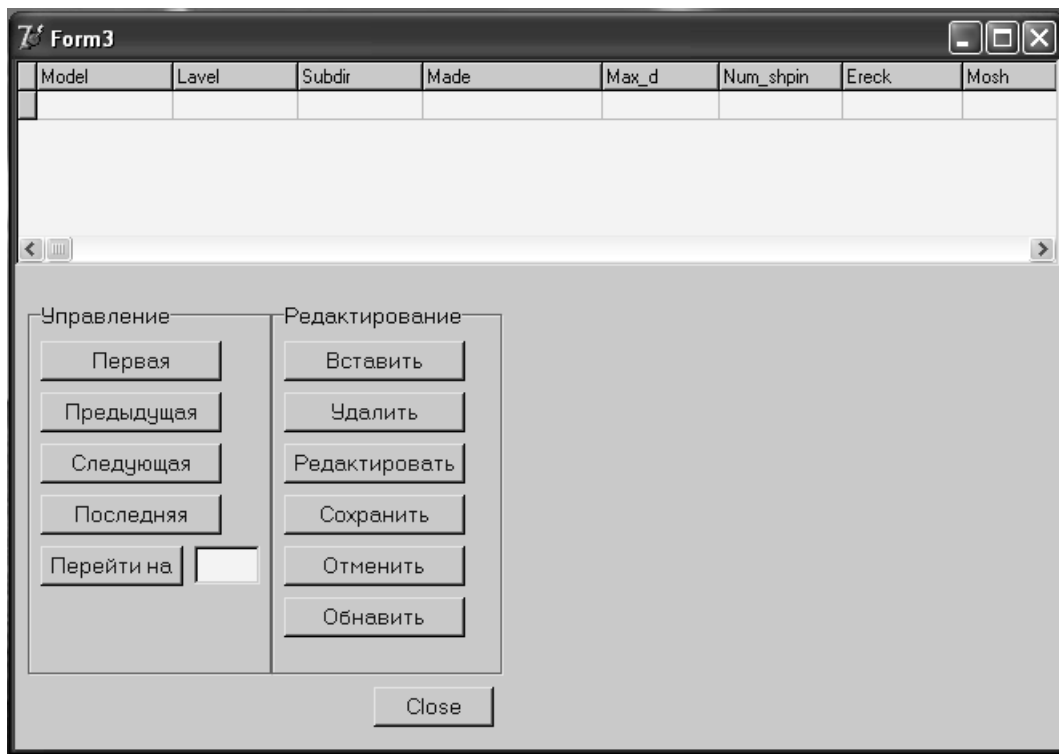 Form3
Model Lavel Subdir Made Max_d Num_shpin Ereck Mosh
Управление Редактирование
Первая Вставить
Предыдущая Удалить
Следующая Редактировать
Последняя Сохранить
Перейти на Отменить
Обнавить
Close